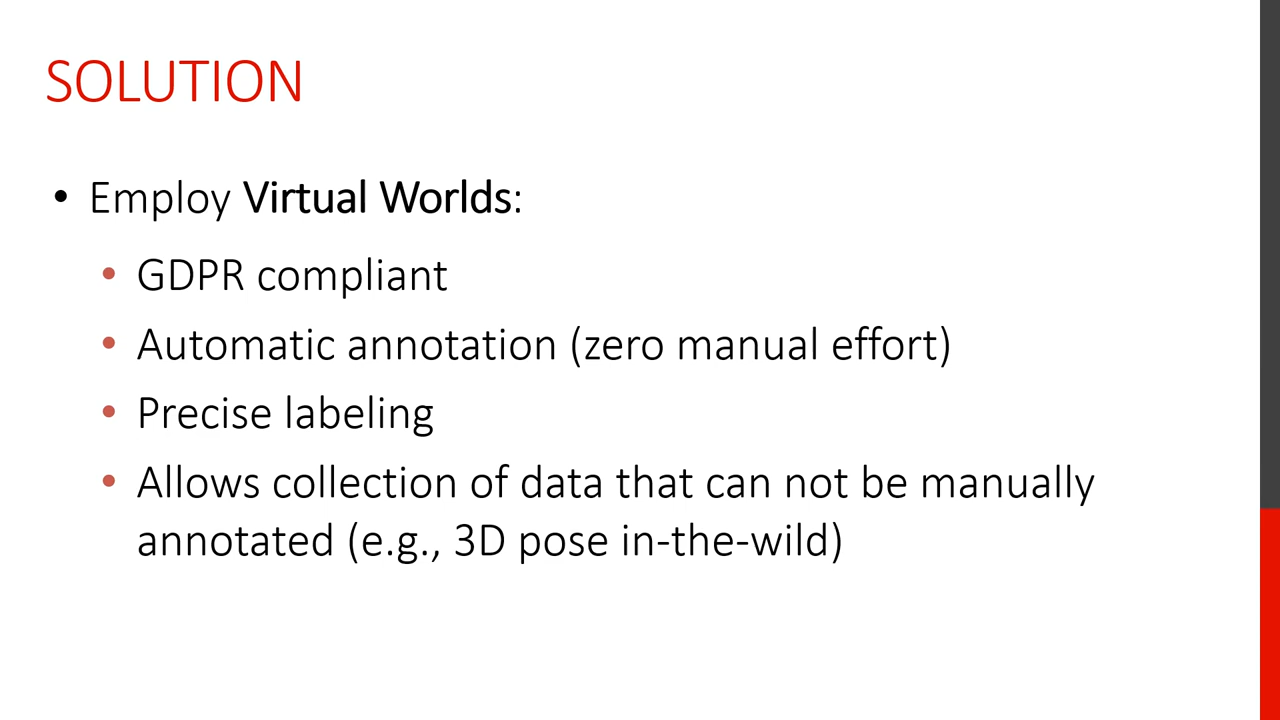 SOLUTION
• Employ Virtual Worlds:
• GDPR compliant
• Automatic annotation (zero manual effort)
• Precise labeling
• Allows collection of data that can not be manually
annotated (e.g., 3D pose in-the-wild)